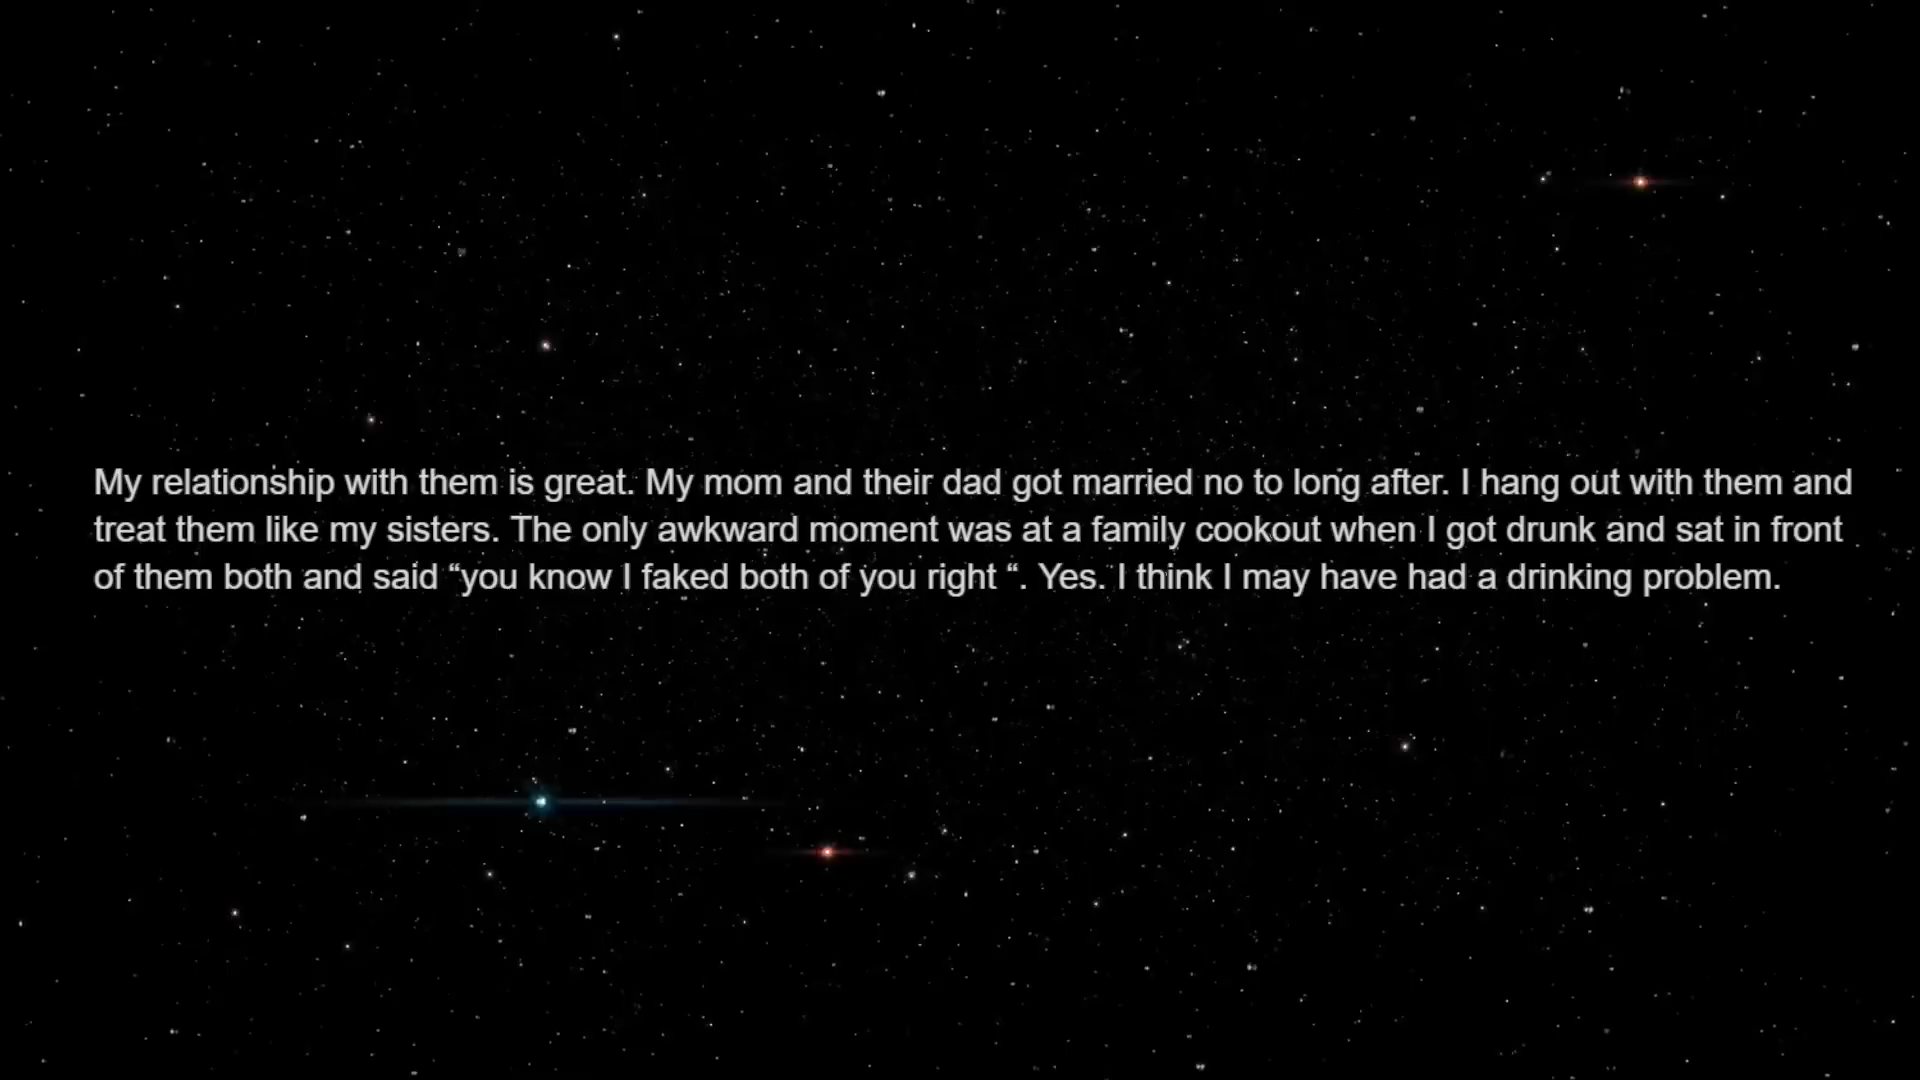 My relationship with them is great. My mom and their dad got married no to long after. I hang out with them and
treat them like my sisters. The only awkward moment was at a family cookout when I got drunk and sat in front
of them both and said “you know I faked both of you right “. Yes. I think I may have had a drinking problem.